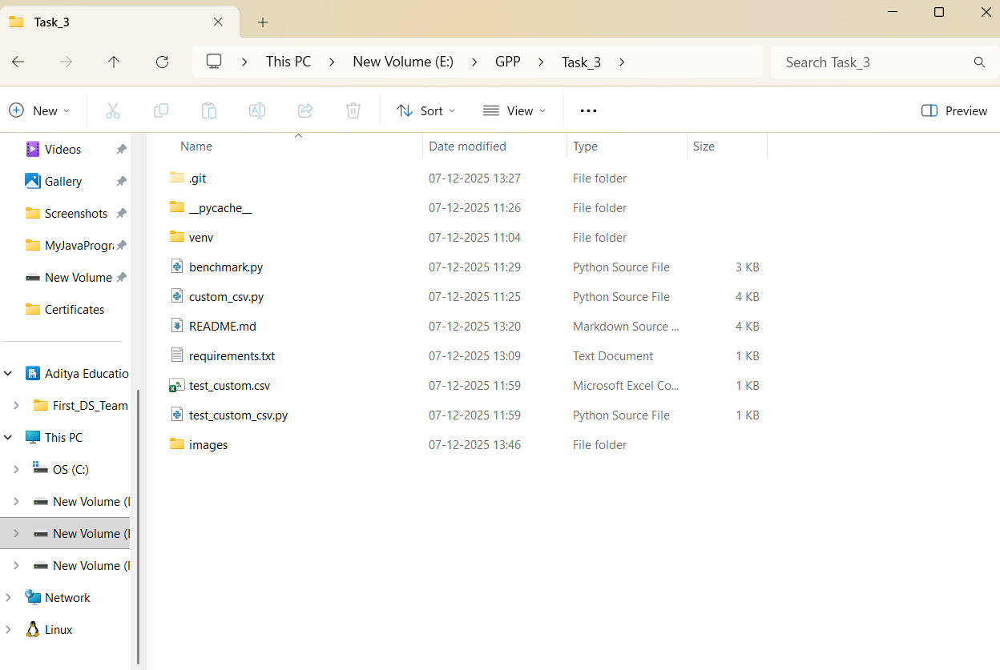 Task_3
This PC New Volume (E:) GPP Task_3 Search Task_3
New Sort View Preview
Name Date modified Type Size
Videos
Gallery
Screenshots
MyJavaProgra
New Volume
Certificates
Aditya Educatio
First_DS_Team
This PC
OS (C:)
New Volume (D
New Volume (E
New Volume (F
Network
Linux
.git 07-12-2025 13:27 File folder
__pycache__ 07-12-2025 11:26 File folder
venv 07-12-2025 11:04 File folder
benchmark.py 07-12-2025 11:29 Python Source File 3 KB
custom_csv.py 07-12-2025 11:25 Python Source File 4 KB
README.md 07-12-2025 13:20 Markdown Source ... 4 KB
requirements.txt 07-12-2025 13:09 Text Document 1 KB
test_custom.csv 07-12-2025 11:59 Microsoft Excel Co... 1 KB
test_custom_csv.py 07-12-2025 11:59 Python Source File 1 KB
images 07-12-2025 13:46 File folder